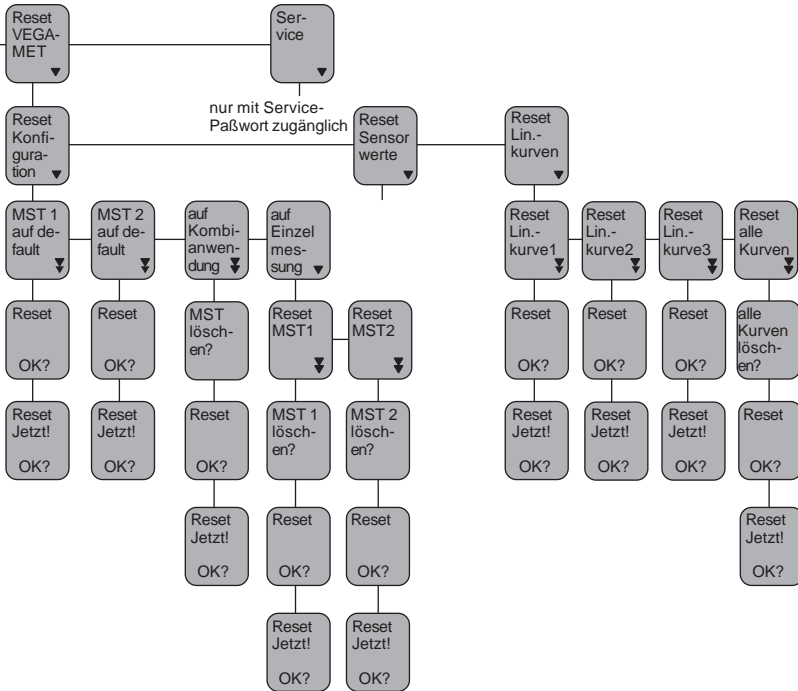 Reset
VEGA-
MET
Ser-
vice
nur mit Service-
Paßwort zugänglich
Reset
Konfi-
gura-
tion
Reset
Sensor
werte
Reset
Lin.-
kurven
MST 1
auf de-
fault
MST 2
auf de-
fault
auf
Kombi-
anwen-
dung
auf
Einzel
mes-
sung
Reset
Lin.-
kurve1
Reset
Lin.-
kurve2
Reset
Lin.-
kurve3
Reset
alle
Kurven
Reset
OK?
Reset
OK?
MST
lösch-
en?
Reset
MST1
Reset
MST2
Reset
OK?
Reset
OK?
Reset
OK?
alle
Kurven
lösch-
en?
Reset
Jetzt!
OK?
Reset
Jetzt!
OK?
Reset
OK?
MST 1
lösch-
en?
MST 2
lösch-
en?
Reset
Jetzt!
OK?
Reset
Jetzt!
OK?
Reset
Jetzt!
OK?
Reset
OK?
Reset
Jetzt!
OK?
Reset
OK?
Reset
OK?
Reset
Jetzt!
OK?
Reset
Jetzt!
OK?
Reset
Jetzt!
OK?